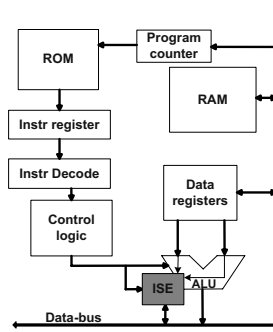 Program
counter
ROM
RAM
Instr register
Instr Decode
Data
registers
Control
logic
ISE
ALU
Data-bus